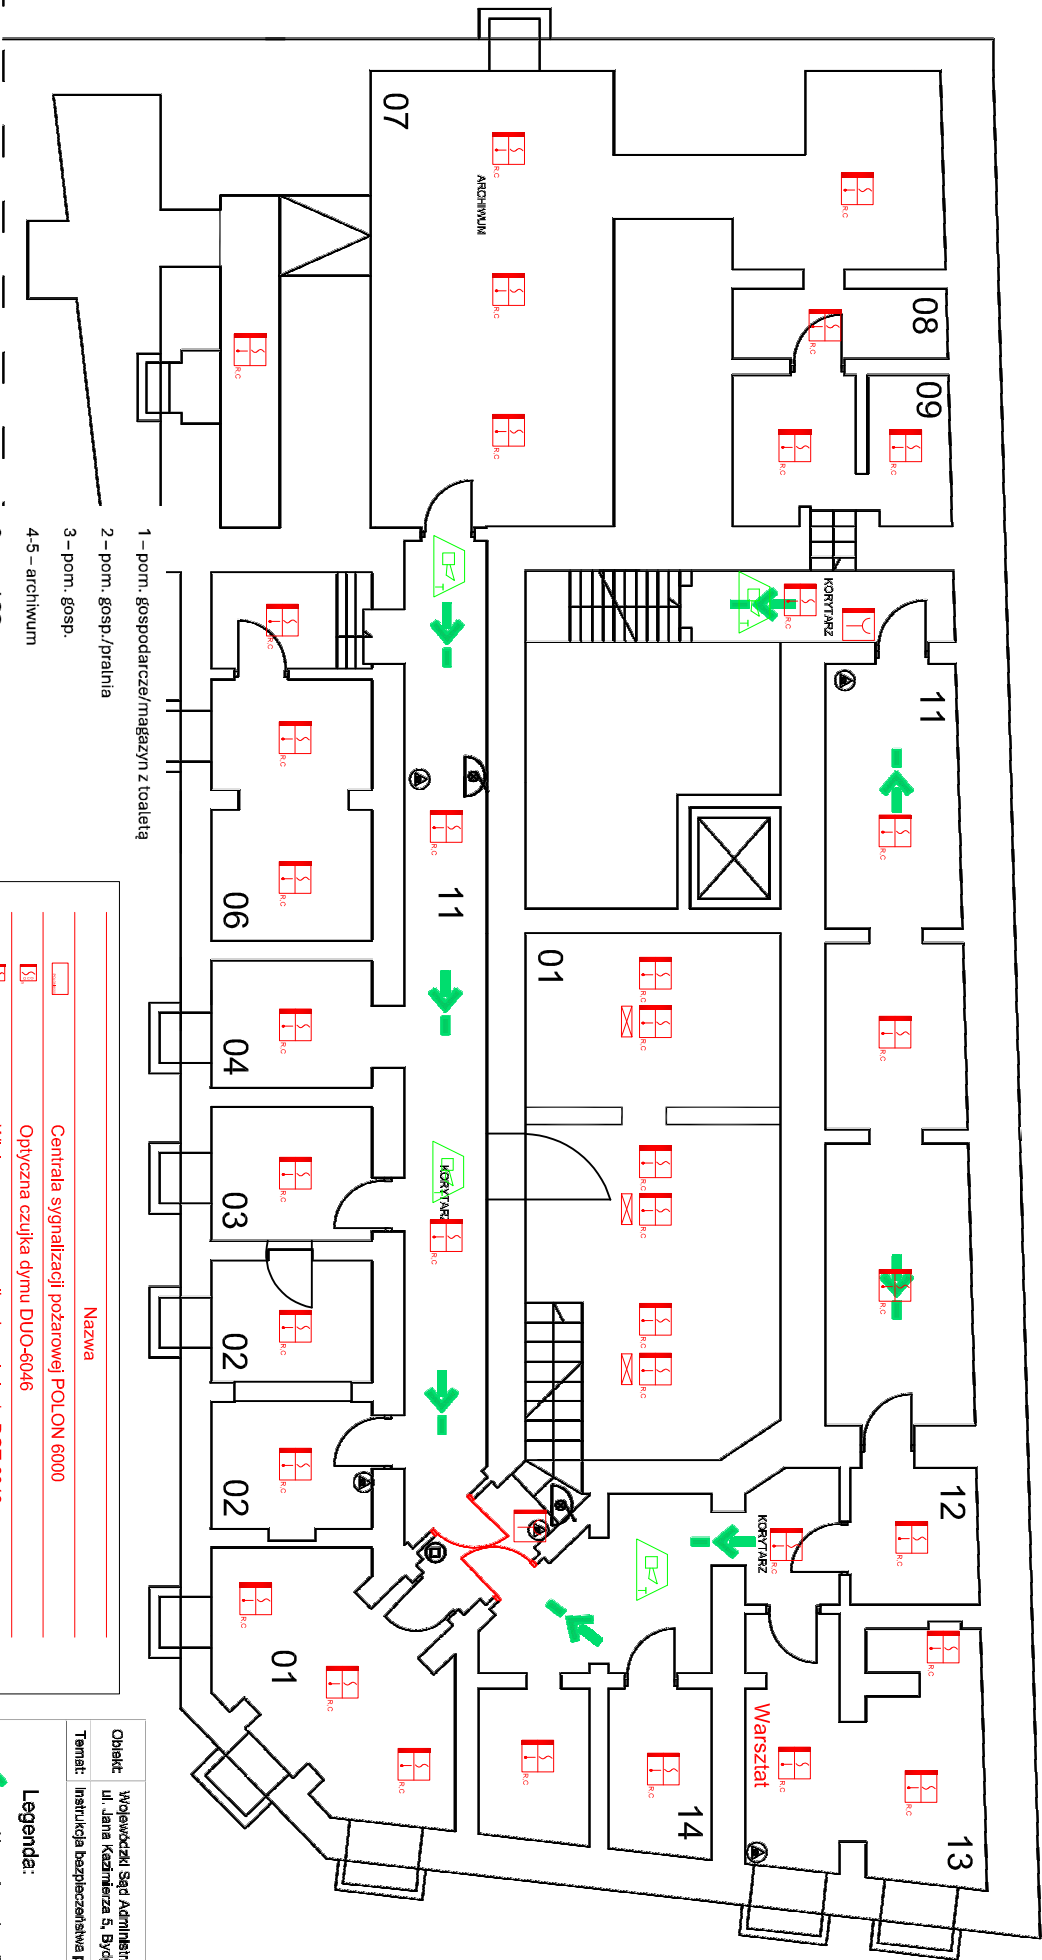 07
ARCHIWUM
R.C
R.C
R.C
R.C
R.C
08
R.C
09
R.C
R.C
KORYTARZ
R.C
11
R.C
R.C
R.C
R.C
R.C
R.C
06
R.C
11
04
R.C
03
R.C
KORYTARZ
R.C
02
R.C
02
R.C
01
R.C
R.C
R.C
R.C
R.C
R.C
01
R.C
R.C
R.C
12
R.C
KORYTARZ
R.C
13
R.C
R.C
R.C
Warsztat
14
R.C
R.C
1 – pom. gospodarcze/magazyn z toaletą
2 – pom. gosp./pralnia
3 – pom. gosp.
4-5 – archiwum
Nazwa
Centrala sygnalizacji pożarowej POLON 6000
Optyczna czujka dymu DUO-6046
Obiekt:
Wojewódzki Sąd Administr
ul. Jana Kazimierza 5, Bydg
Temat:
Instrukcja bezpieczeństwa p
Legenda: